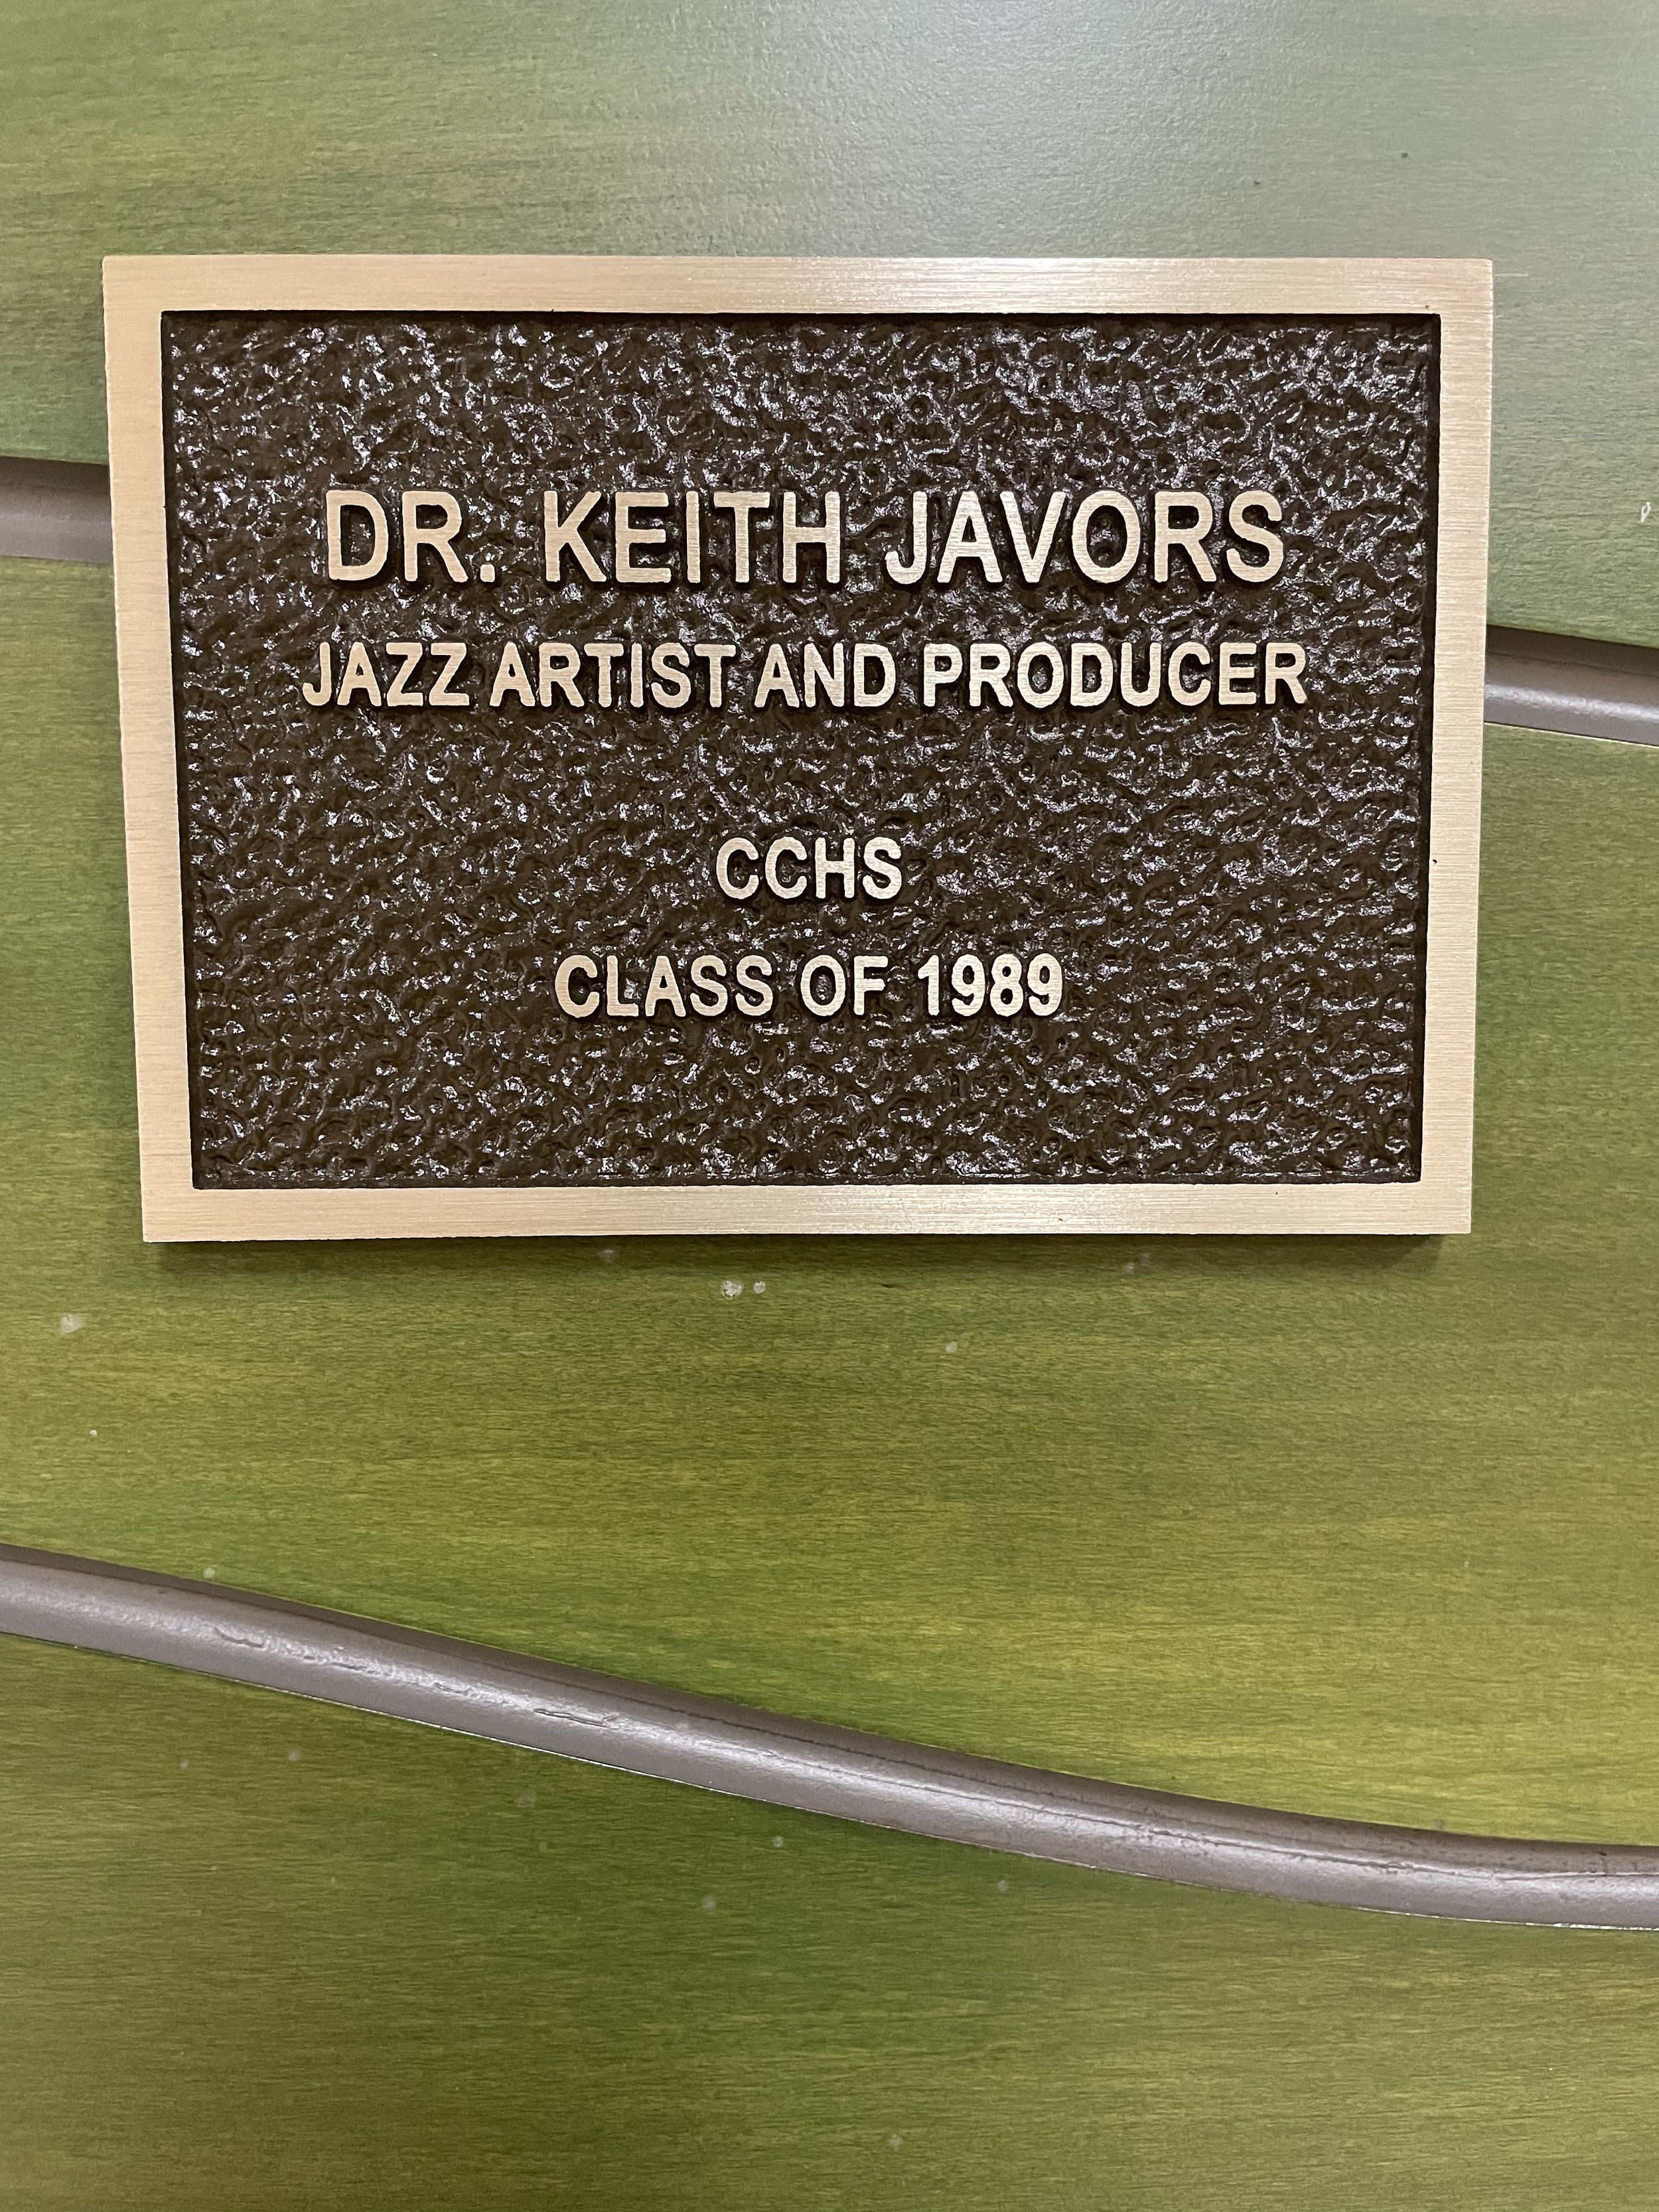 DR. KEITH JAVORS
JAZZ ARTIST AND PRODUCER
CCHS
CLASS OF 1989